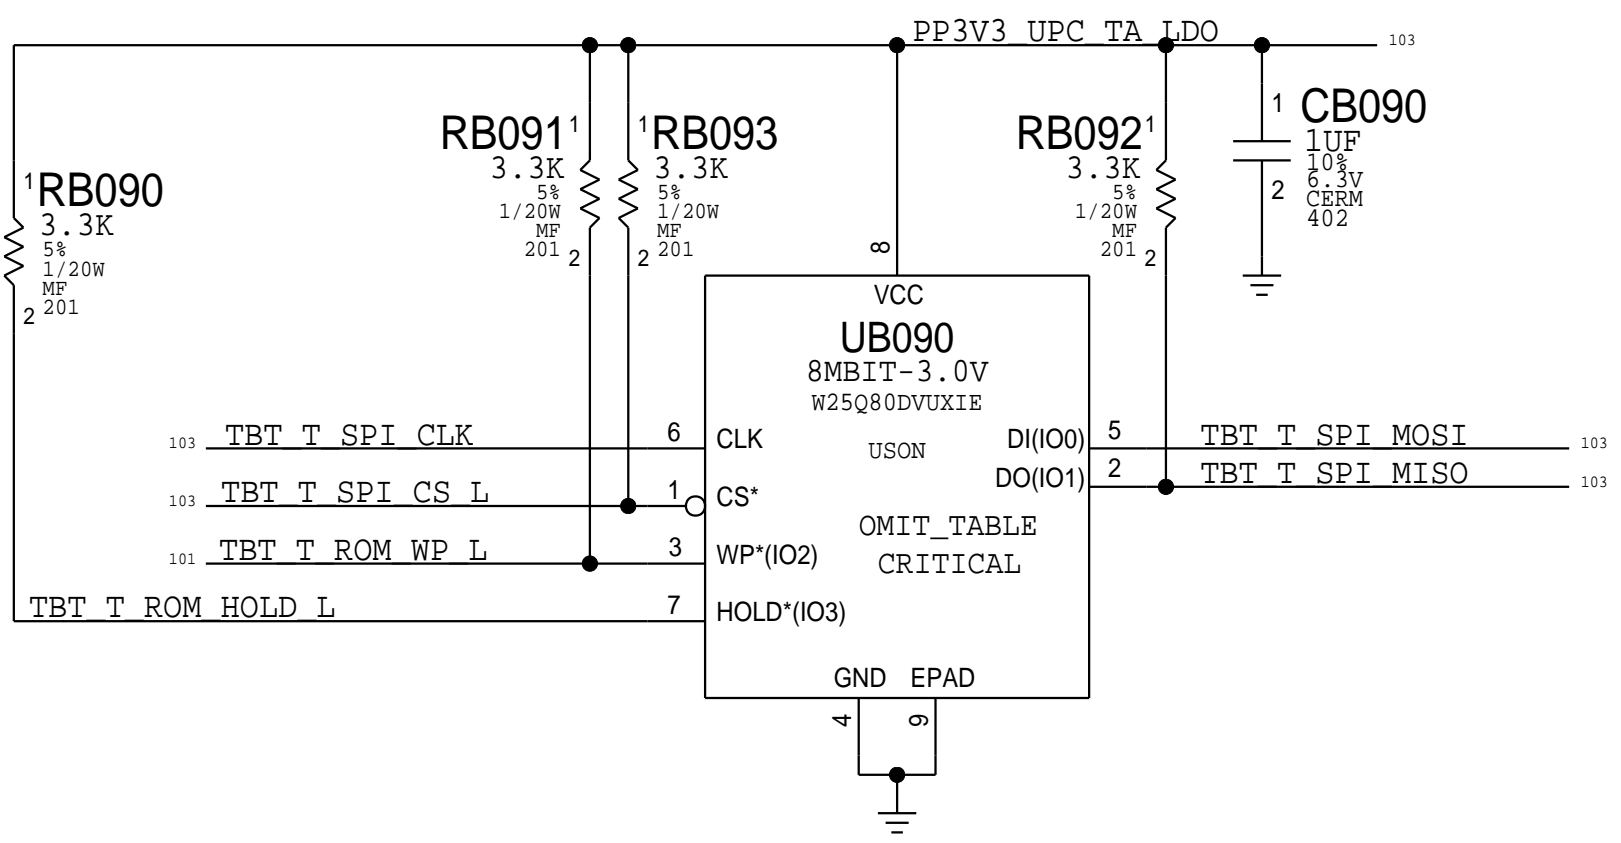 PP3V3_UPC_TA_LDO 103
1 RB090
3.3K
5%
1/20W
MF
201
2
RB091 1
3.3K
5%
1/20W
MF
201
2
1 RB093
3.3K
5%
1/20W
MF
201
2
RB092 1
3.3K
5%
1/20W
MF
201
2
1 CB090
1UF
10%
6.3V
CERM
402
2
8
VCC
UB090
8MBIT-3.0V
W25Q80DVUXIE
USON
OMIT_TABLE
CRITICAL
103 TBT_T_SPI_CLK 6 CLK
103 TBT_T_SPI_CS_L 1 CS*
101 TBT_T_ROM_WP_L 3 WP*(IO2)
TBT_T_ROM_HOLD_L 7 HOLD*(IO3)
DI(IO0) 5 TBT_T_SPI_MOSI 103
DO(IO1) 2 TBT_T_SPI_MISO 103
GND EPAD
4 9